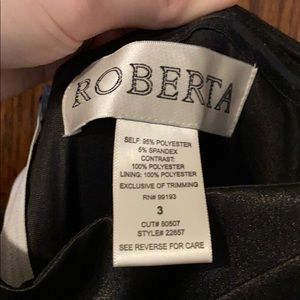 ROBERTA
SELF: 95% POLYESTER
5% SPANDEX
CONTRAST:
100% POLYESTER
LINING: 100% POLYESTER
EXCLUSIVE OF TRIMMING
RN# 99193
3
CUT# 80507
STYLE# 22657
SEE REVERSE FOR CARE